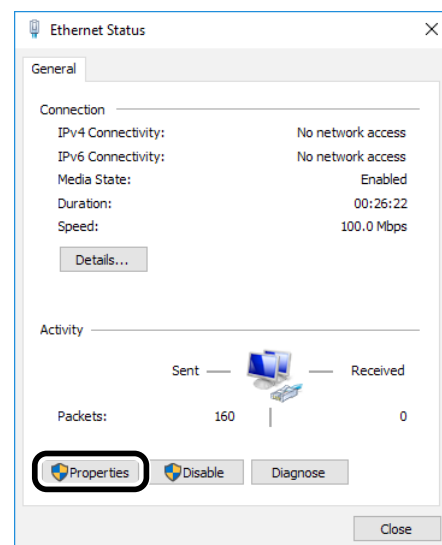 Ethernet Status
General
Connection
IPv4 Connectivity: No network access
IPv6 Connectivity: No network access
Media State: Enabled
Duration: 00:26:22
Speed: 100.0 Mbps
Details...
Activity
Sent Received
Packets: 160 0
Properties Disable Diagnose
Close